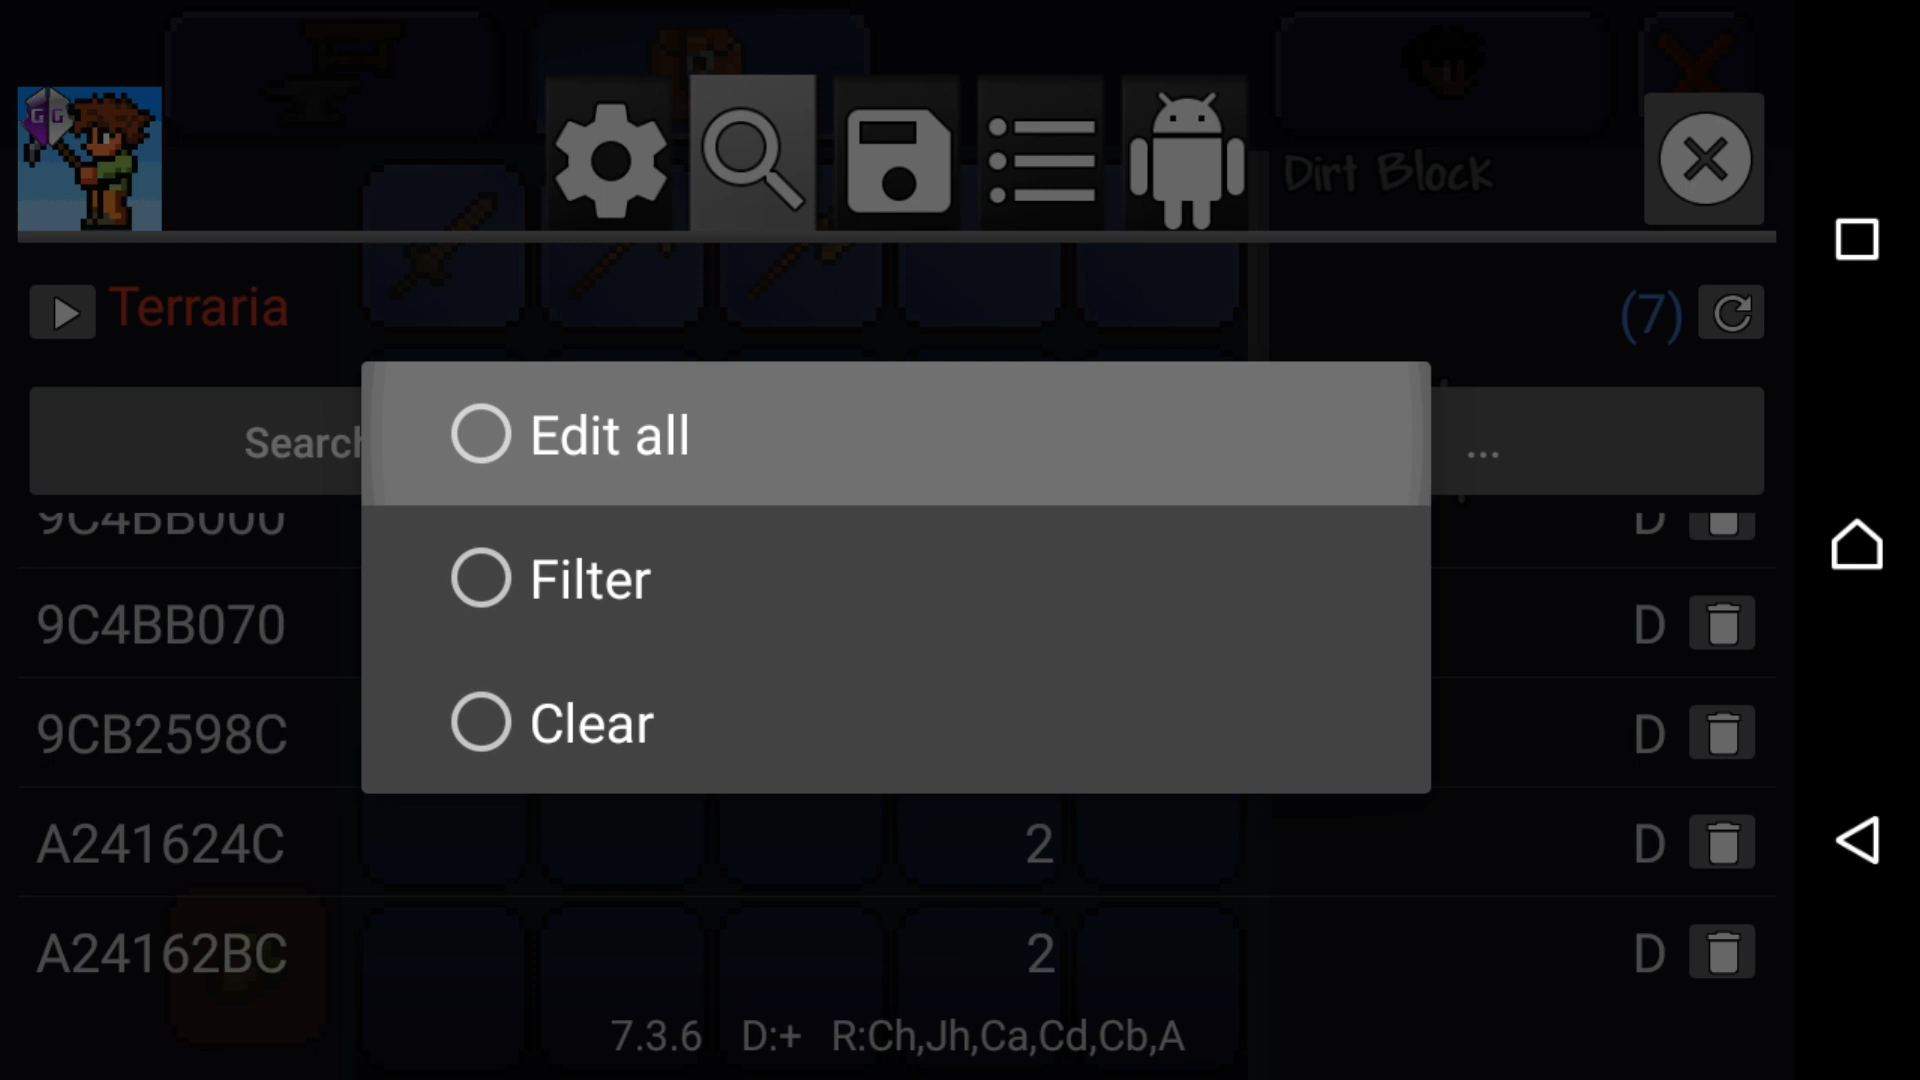 GG
Dirt Block
Terraria
(7)
Search
...
Edit all
Filter
Clear
9C4BB000
D
9C4BB070
D
9CB2598C
D
A241624C
2
D
A24162BC
2
D
7.3.6 D:+ R:Ch,Jh,Ca,Cd,Cb,A